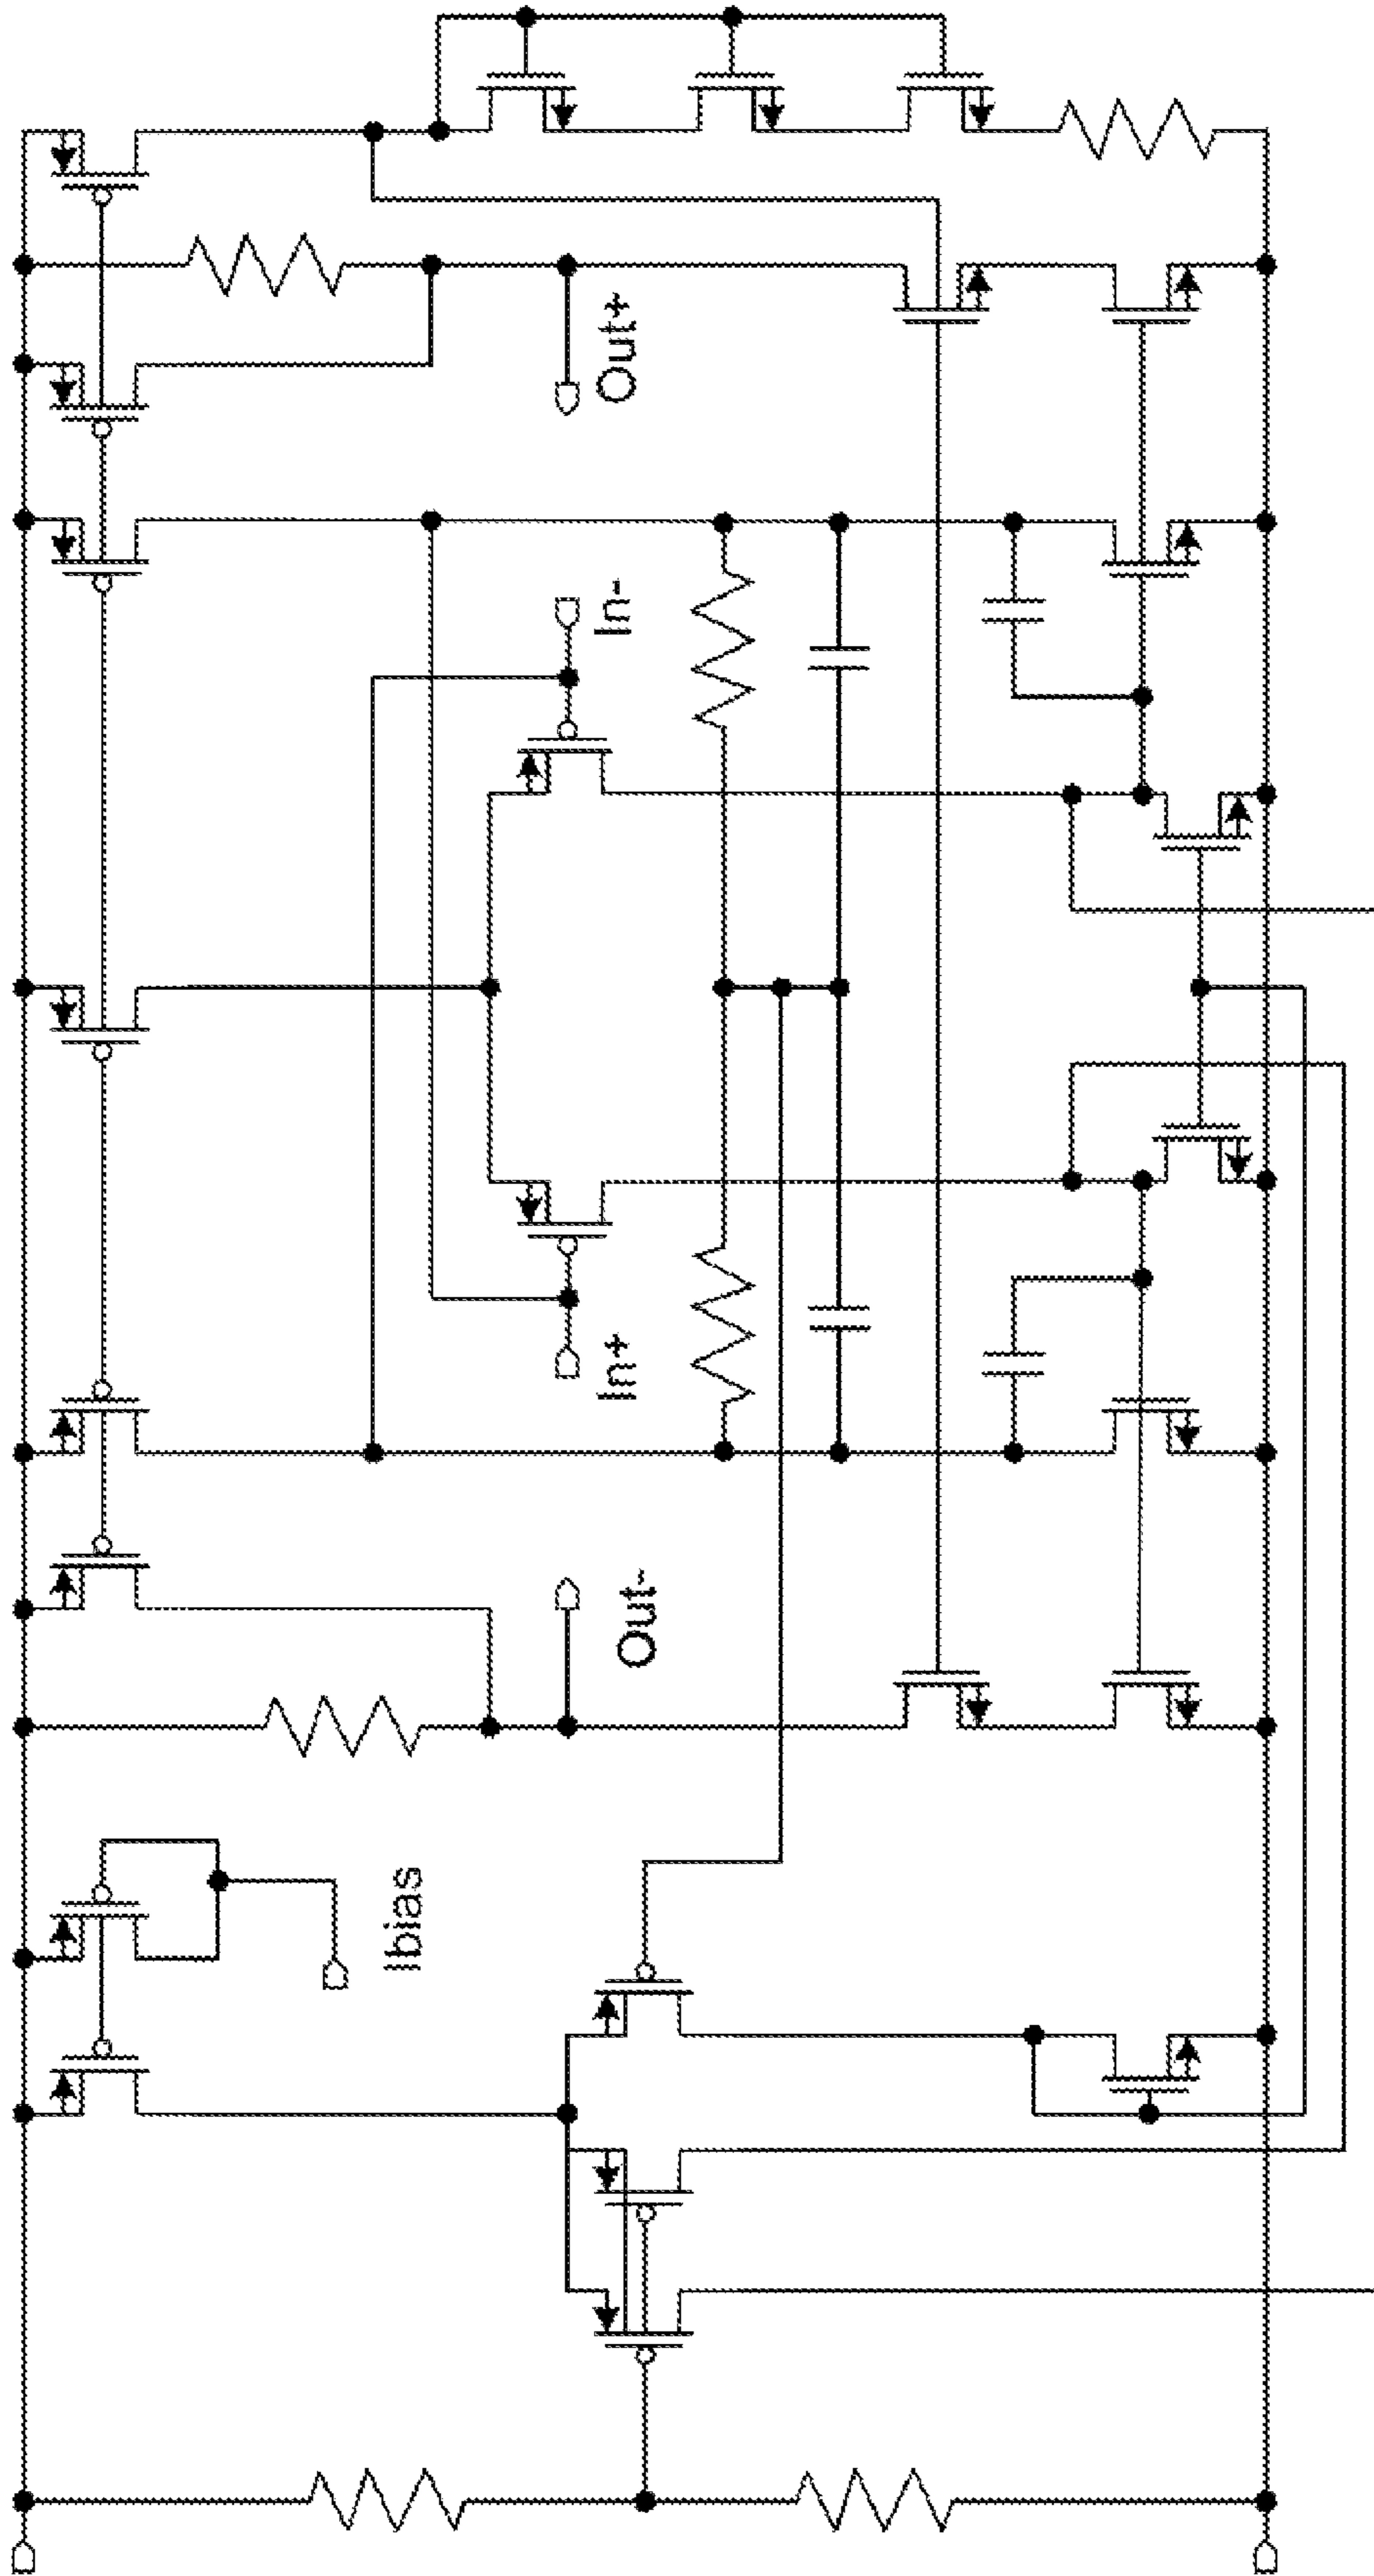 Out+
In-
In+
Out-
Ibias